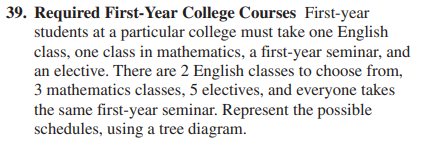 39. Required First-Year College Courses First-year
students at a particular college must take one English
class, one class in mathematics, a first-year seminar, and
an elective. There are 2 English classes to choose from,
3 mathematics classes, 5 electives, and everyone takes
the same first-year seminar. Represent the possible
schedules, using a tree diagram.